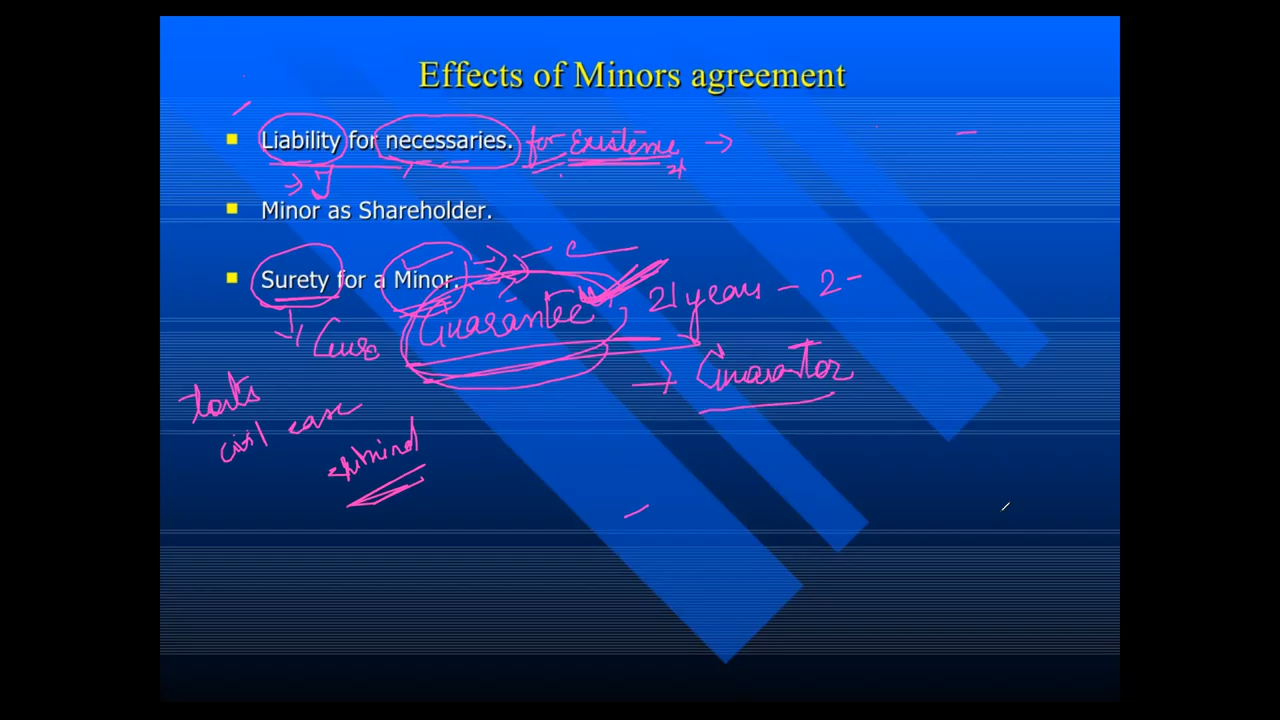 Effects of Minors agreement
Liability for necessaries. for Existence
Minor as Shareholder.
Surety for a Minor.
Guarantee 21 years - 2 -
Guarantor
torts
civil case